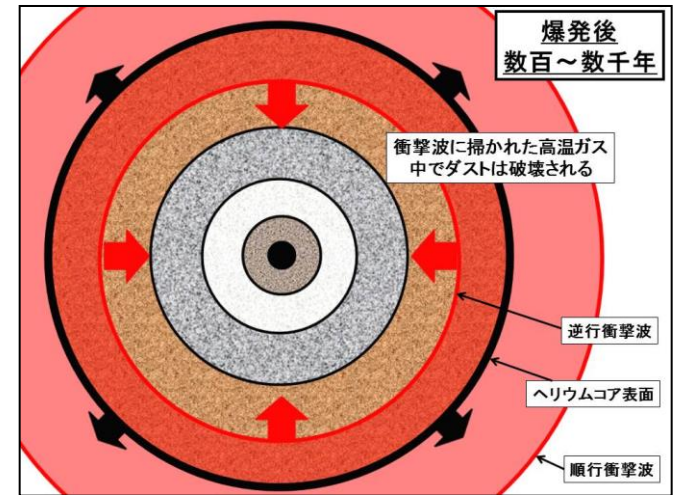 爆発後
数百～数千年
衝撃波に掃かれた高温ガス
中でダストは破壊される
逆行衝撃波
ヘリウムコア表面
順行衝撃波